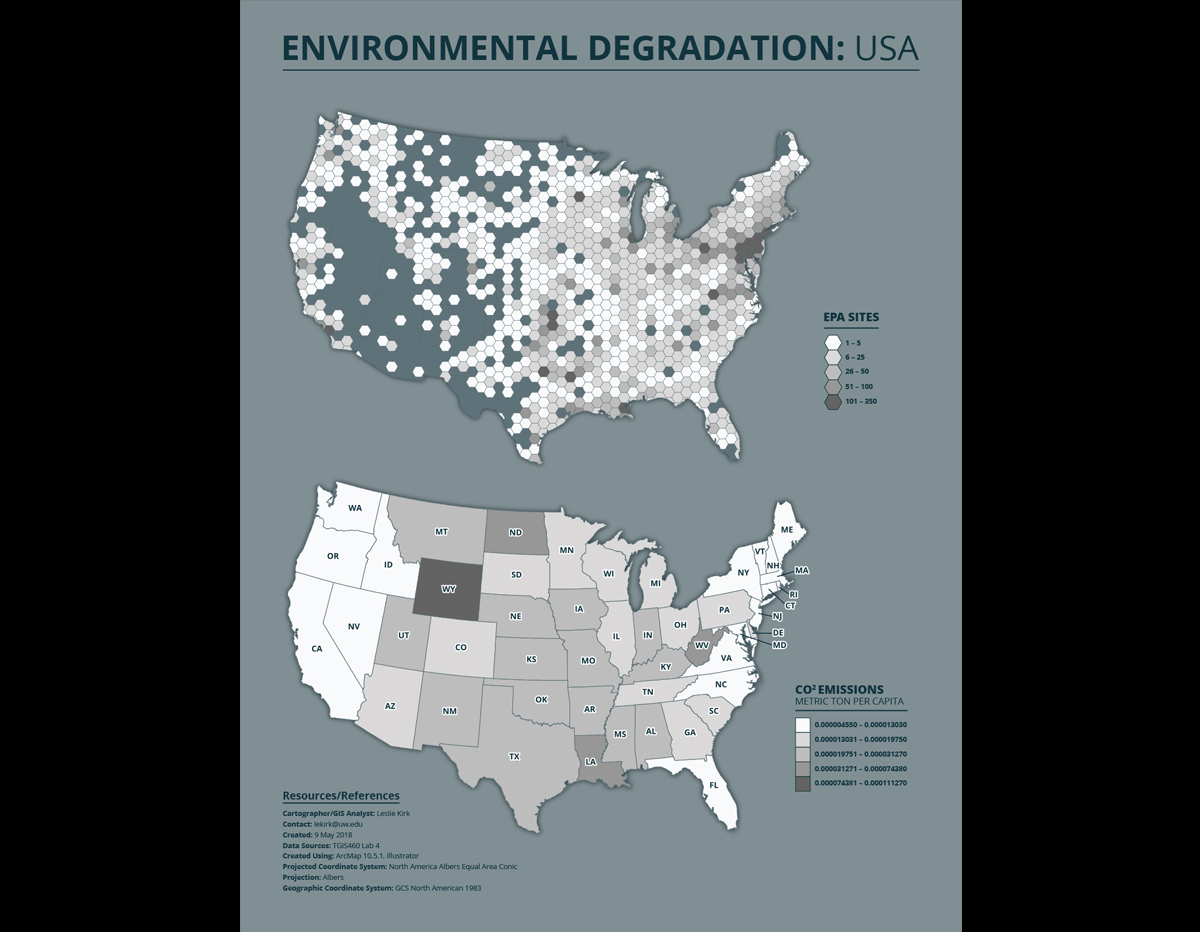 ENVIRONMENTAL DEGRADATION: USA
EPA SITES
1 – 5
6 – 25
26 – 50
51 – 100
101 – 350
WA
MT
ND
MN
ME
OR
ID
WY
SD
WI
MI
VT
NH
NY
MA
RI
CT
NV
UT
CO
NE
IA
IL
IN
OH
PA
NJ
DE
MD
CA
KS
MO
KY
WV
VA
AZ
NM
OK
AR
TN
NC
SC
TX
LA
MS
AL
GA
FL
CO² EMISSIONS
METRIC TON PER CAPITA
0.000004550 – 0.000013030
0.000013031 – 0.000019750
0.000019751 – 0.000031270
0.000031271 – 0.000074380
0.000074381 – 0.000111270
Resources/References
Cartographer/GIS Analyst: Leslie Kirk
Contact: lekirk@uw.edu
Created: 9 May 2018
Data Sources: TGIS460 Lab 4
Created Using: ArcMap 10.5.1, Illustrator
Projected Coordinate System: North America Albers Equal Area Conic
Projection: Albers
Geographic Coordinate System: GCS North American 1983